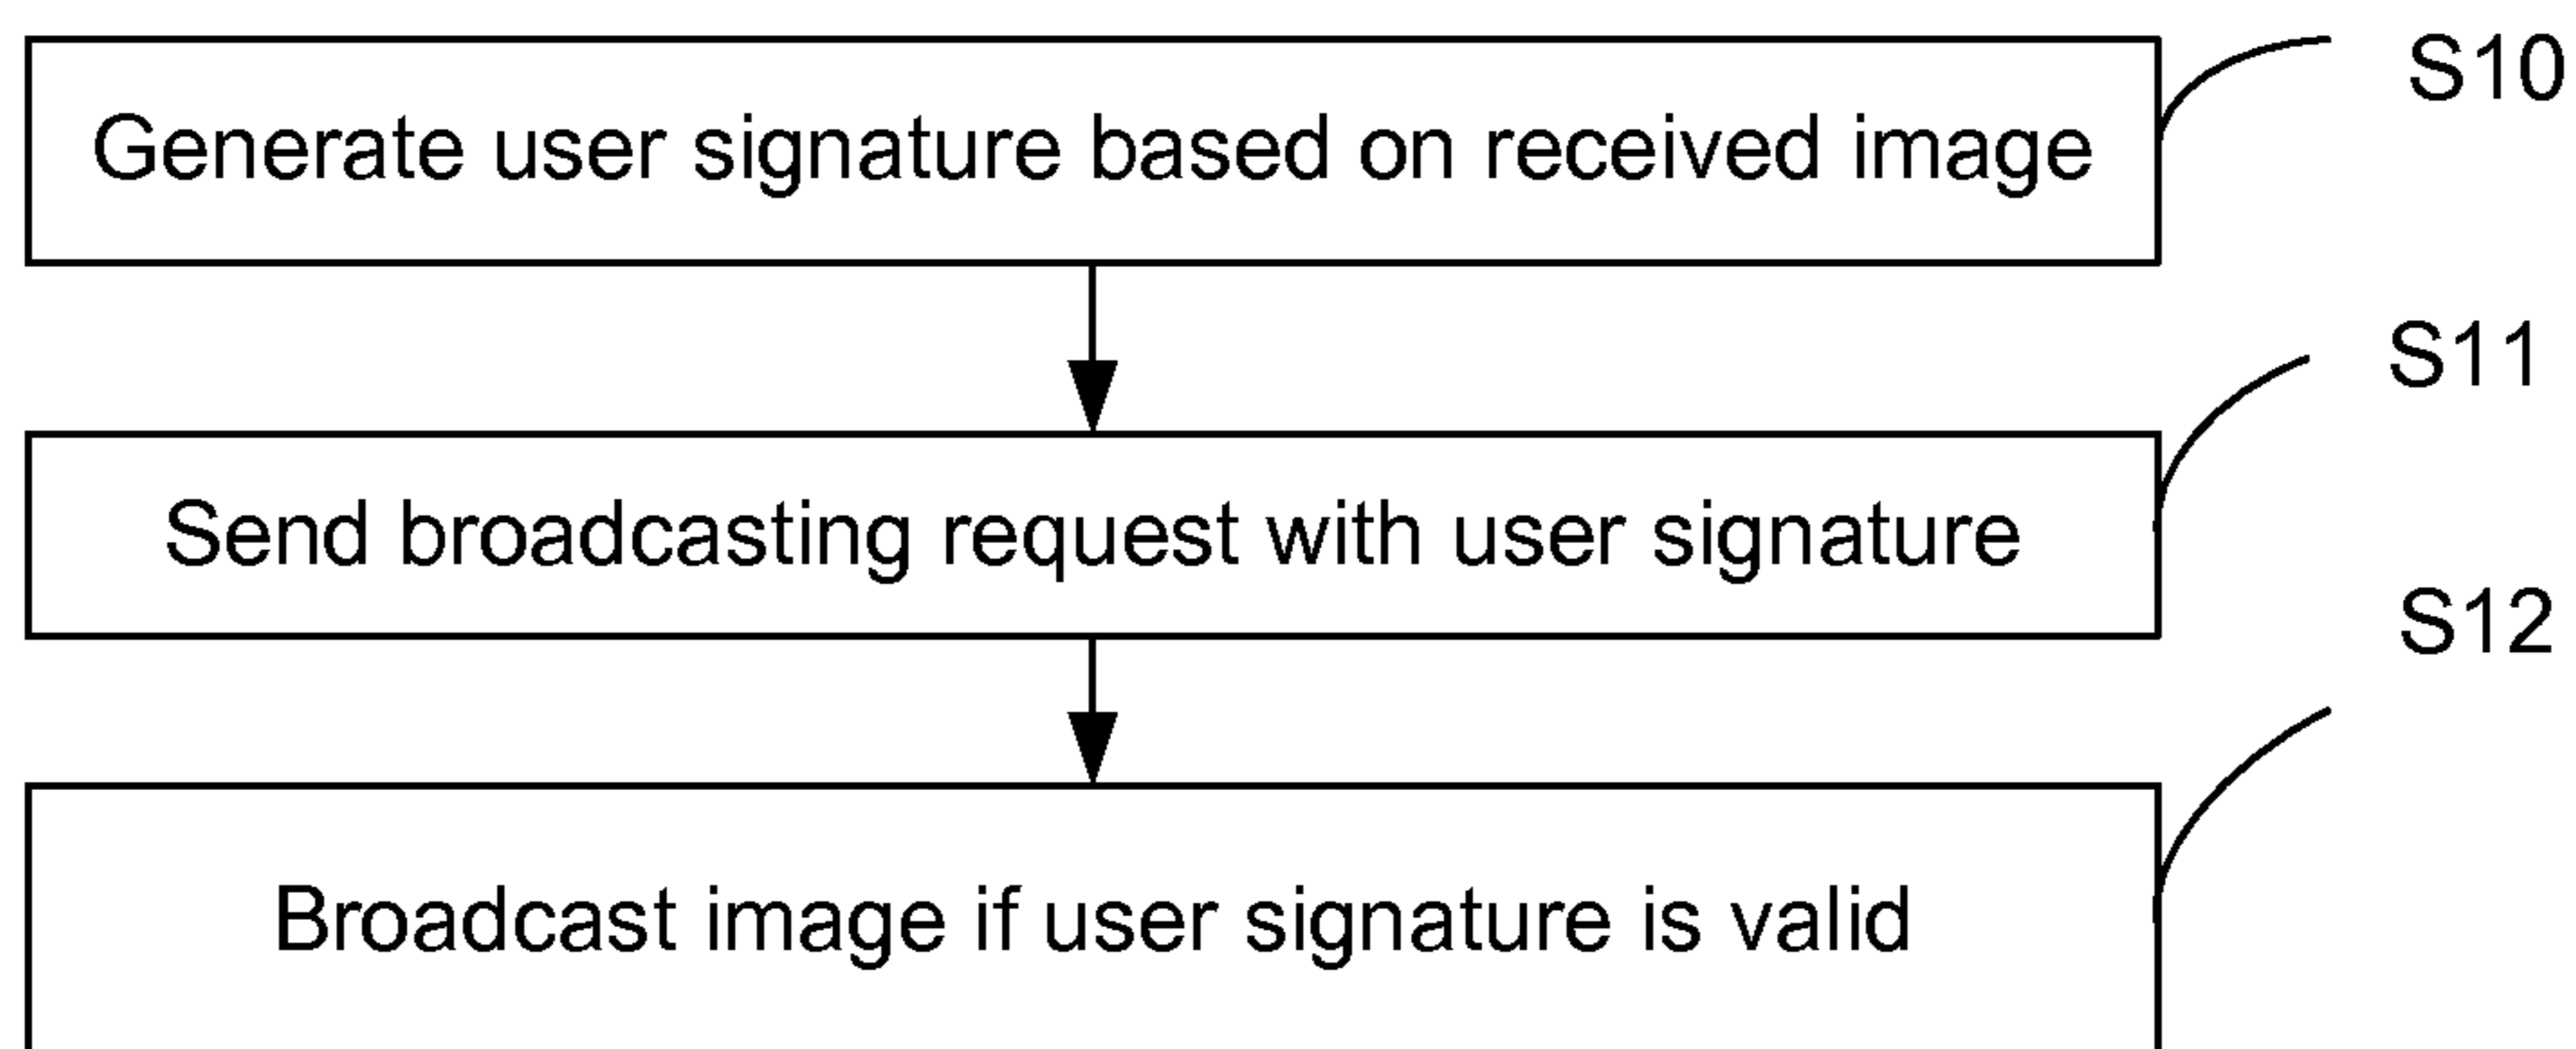 S10
Generate user signature based on received image
S11
Send broadcasting request with user signature
S12
Broadcast image if user signature is valid